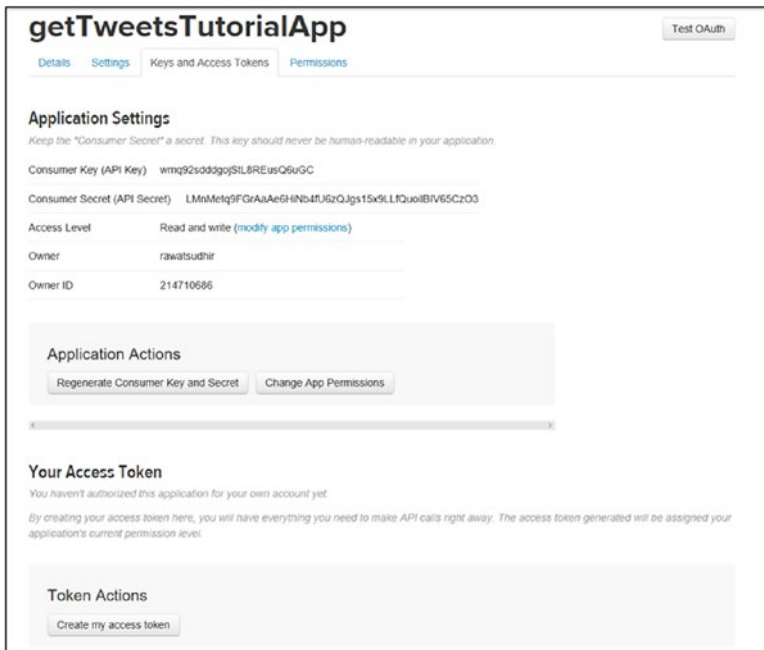 getTweetsTutorialApp
Test OAuth
Details Settings Keys and Access Tokens Permissions
Application Settings
Keep the "Consumer Secret" a secret. This key should never be human-readable in your application.
Consumer Key (API Key) wmq92sdddgojStL8REusQ6uGC
Consumer Secret (API Secret) LMnMetq9FGrAaAe6HiNb4fU6zQJgs15x9LLfQuoilBIV65CzO3
Access Level Read and write (modify app permissions)
Owner rawatsudhir
Owner ID 214710686
Application Actions
Regenerate Consumer Key and Secret Change App Permissions
Your Access Token
You haven't authorized this application for your own account yet.
By creating your access token here, you will have everything you need to make API calls right away. The access token generated will be assigned your
application's current permission level.
Token Actions
Create my access token